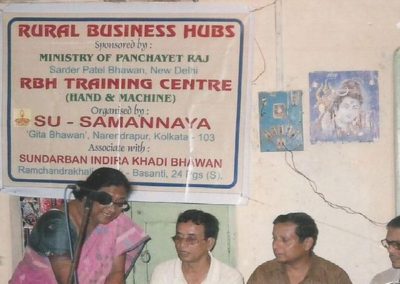 RURAL BUSINESS HUBS
Sponsored by :
MINISTRY OF PANCHAYET RAJ
Sarder Patel Bhawan, New Delhi
RBH TRAINING CENTRE
(HAND & MACHINE)
Organised by :
SU - SAMANNAYA
'Gita Bhawan', Narendrapur, Kolkata - 103
Associate with :
SUNDARBAN INDIRA KHADI BHAWAN
- Basanti, 24 Pgs (S).